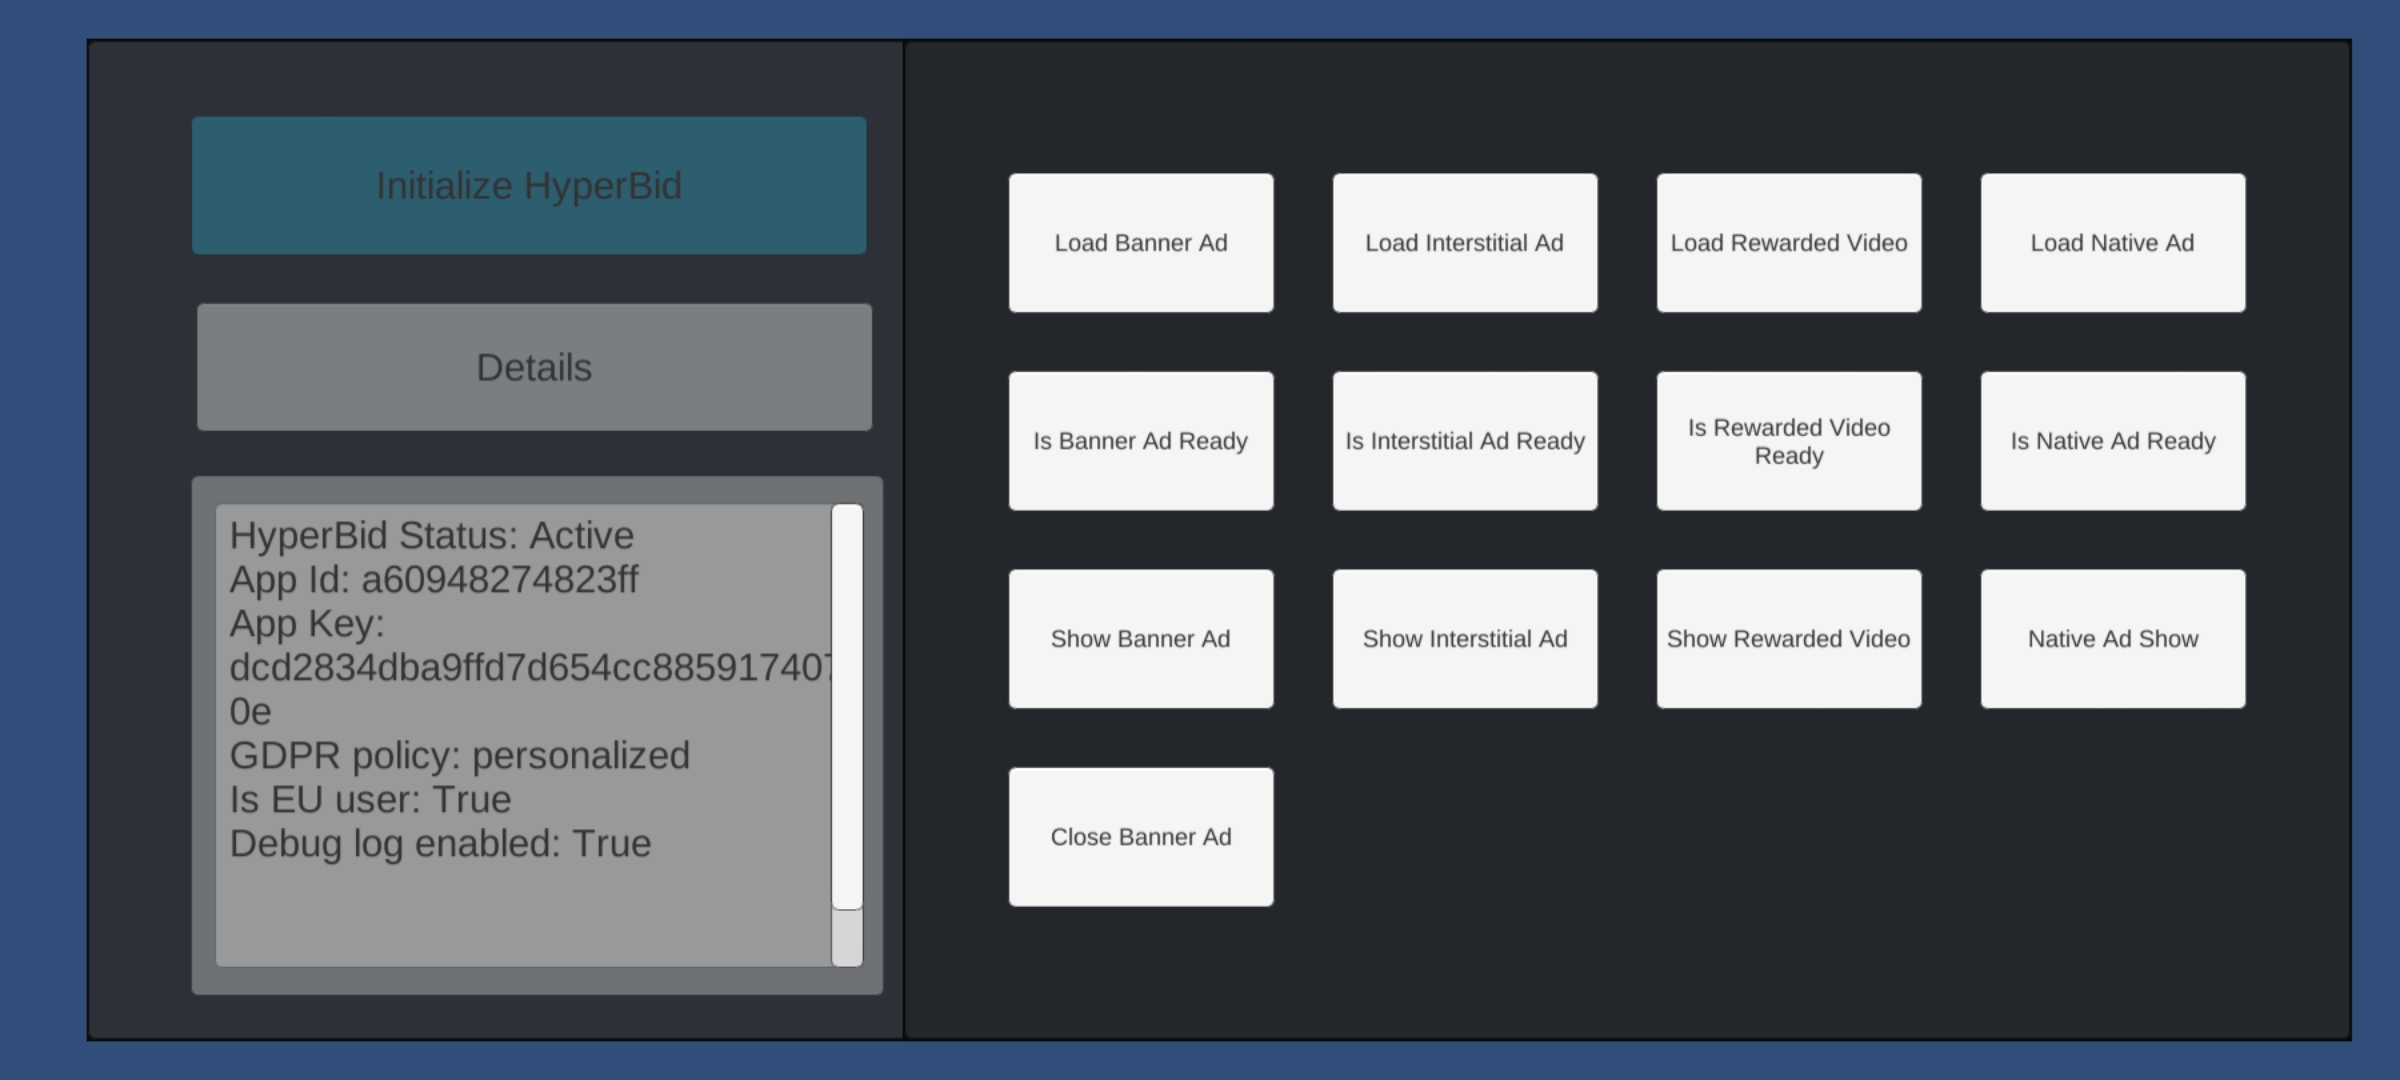 Initialize HyperBid
Details
HyperBid Status: Active
App Id: a60948274823ff
App Key:
dcd2834dba9ffd7d654cc885917407
0e
GDPR policy: personalized
Is EU user: True
Debug log enabled: True
Load Banner Ad
Load Interstitial Ad
Load Rewarded Video
Load Native Ad
Is Banner Ad Ready
Is Interstitial Ad Ready
Is Rewarded Video
Ready
Is Native Ad Ready
Show Banner Ad
Show Interstitial Ad
Show Rewarded Video
Native Ad Show
Close Banner Ad